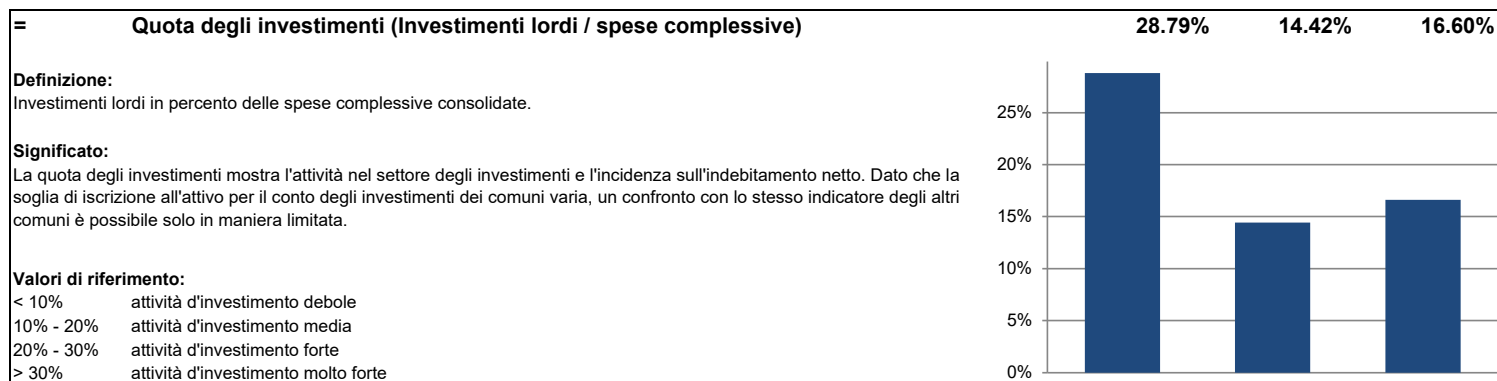 = Quota degli investimenti (Investimenti lordi / spese complessive) 28.79% 14.42% 16.60%
Definizione:
Investimenti lordi in percento delle spese complessive consolidate.
Significato:
La quota degli investimenti mostra l'attività nel settore degli investimenti e l'incidenza sull'indebitamento netto. Dato che la
soglia di iscrizione all'attivo per il conto degli investimenti dei comuni varia, un confronto con lo stesso indicatore degli altri
comuni è possibile solo in maniera limitata.
Valori di riferimento:
< 10% attività d'investimento debole
10% - 20% attività d'investimento media
20% - 30% attività d'investimento forte
> 30% attività d'investimento molto forte
25%
20%
15%
10%
5%
0%